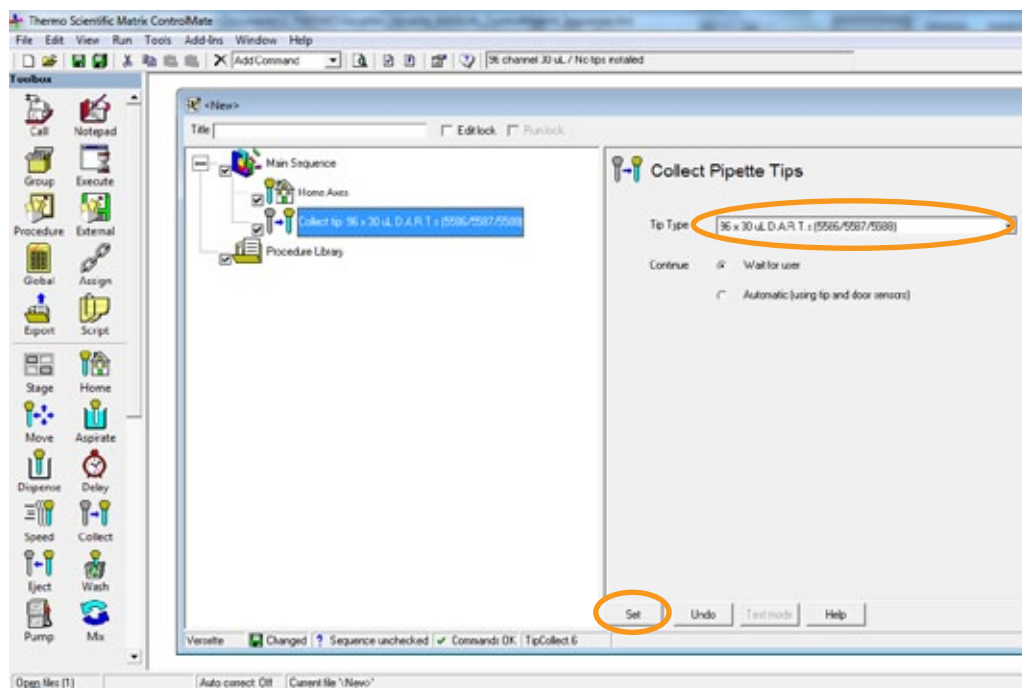 Thermo Scientific Matrix ControlMate
File Edit View Run Tools Add-Ins Window Help
Add Command
96 channel 30 uL / No tips installed
Toolbox
<New>
Title
Edit lock
Run lock
Call Notepad
Group Execute
Procedure External
Global Assign
Export Script
Stage Home
Move Aspirate
Dispense Delay
Speed Collect
Eject Wash
Pump Mix
Main Sequence
Home Axes
Collect tip: 96 x 30 uL D.A.R.T.s (5586/5587/5588)
Procedure Library
Collect Pipette Tips
Tip Type 96 x 30 uL D.A.R.T.s (5586/5587/5588)
Continue Wait for user
Automatic (using tip and door sensors)
Set Undo Test mode Help
Versette Changed ? Sequence unchecked Commands OK TipCollect.6
Open files (1) Auto correct: Off Current file '\<New>'